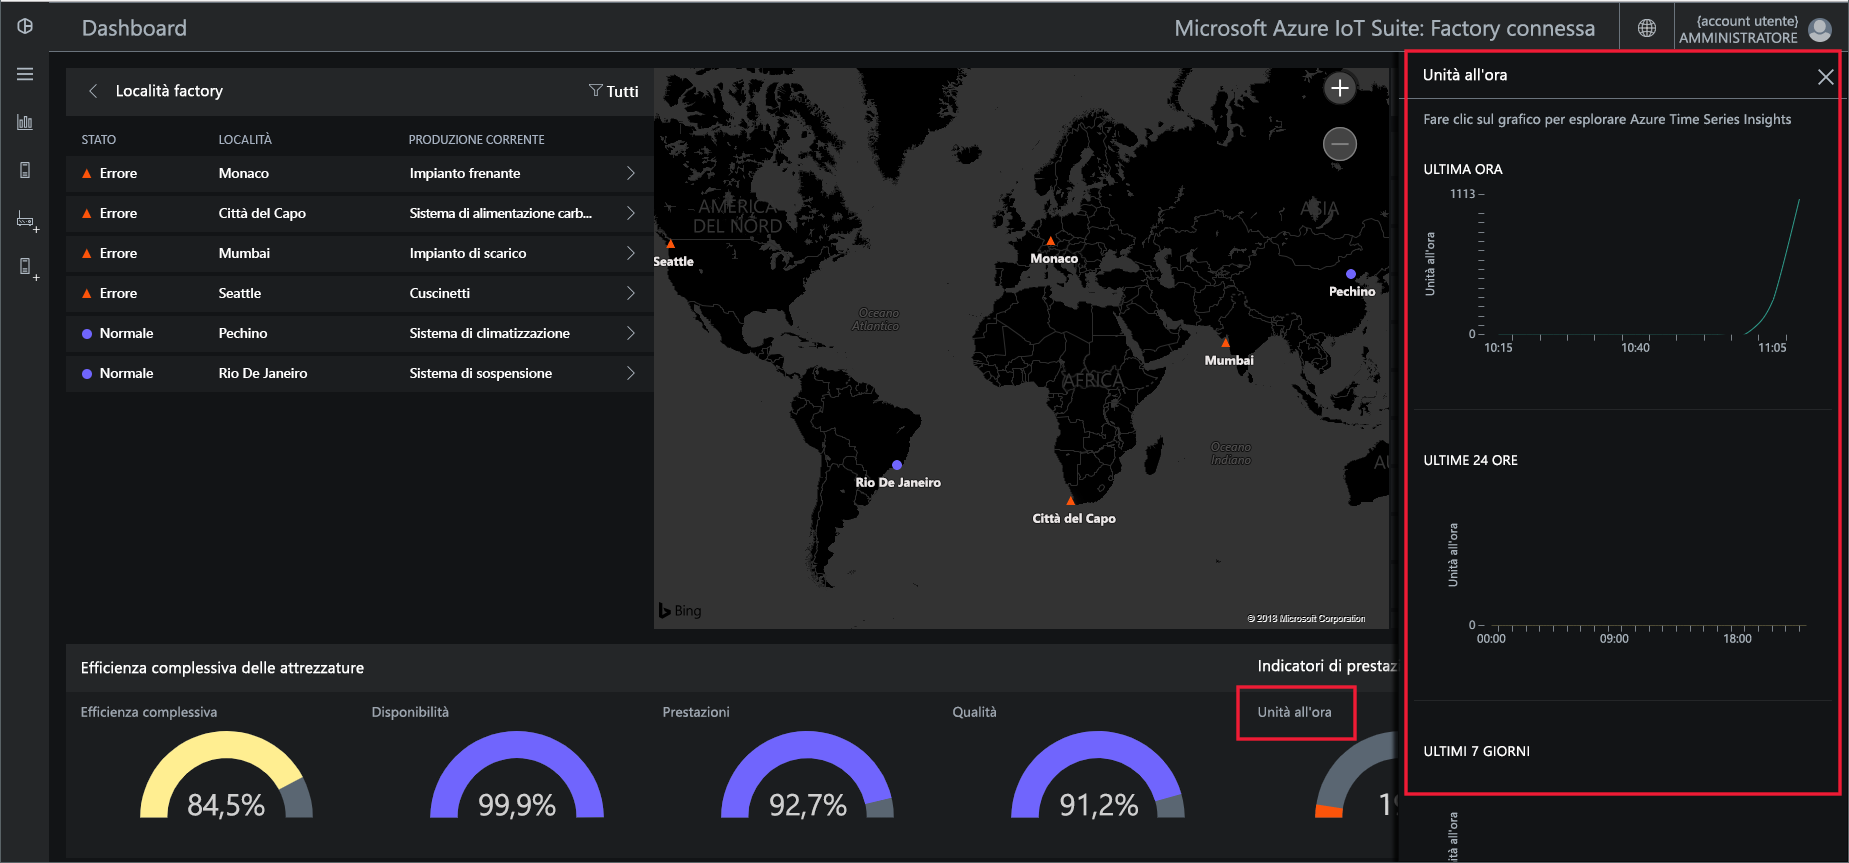 Dashboard
Microsoft Azure IoT Suite: Factory connessa
{account utente}
AMMINISTRATORE
Località factory
Tutti
STATO LOCALITÀ PRODUZIONE CORRENTE
Errore Monaco Impianto frenante
Errore Città del Capo Sistema di alimentazione carb...
Errore Mumbai Impianto di scarico
Errore Seattle Cuscinetti
Normale Pechino Sistema di climatizzazione
Normale Rio De Janeiro Sistema di sospensione
AMERICA
DEL NORD
ASIA
Seattle
Monaco
Pechino
Oceano
Atlantico
Mumbai
AFRICA
Oceano
Indiano
AU
Rio De Janeiro
Città del Capo
Bing
© 2018 Microsoft Corporation
Unità all'ora
Fare clic sul grafico per esplorare Azure Time Series Insights
ULTIMA ORA
1113
Unità all'ora
0
10:15 10:40 11:05
ULTIME 24 ORE
Unità all'ora
0
00:00 09:00 18:00
ULTIMI 7 GIORNI
ità all'ora
Efficienza complessiva delle attrezzature
Indicatori di prestaz
Efficienza complessiva
84,5%
Disponibilità
99,9%
Prestazioni
92,7%
Qualità
91,2%
Unità all'ora